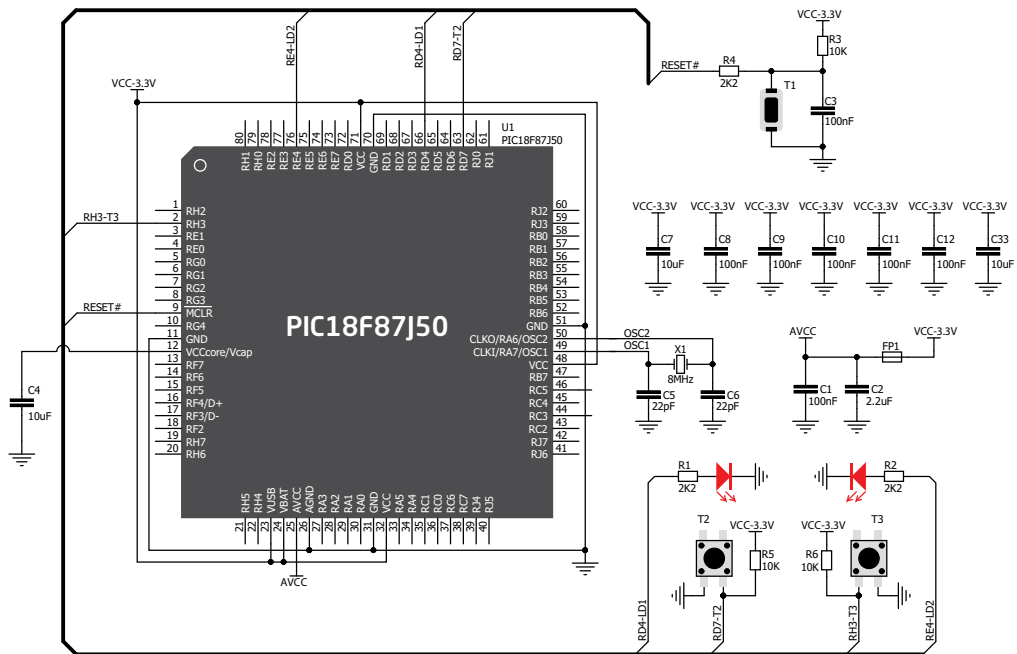 VCC-3.3V
R3
10K
RESET#
R4
2K2
T1
C3
100nF
RE4-LD2
RD4-LD1
RD7-T2
VCC-3.3V
U1
PIC18F87J50
80 79 78 77 76 75 74 73 72 71 70 69 68 67 66 65 64 63 62 61
RH1 RH0 RE2 RE3 RE4 RE5 RE6 RE7 RD0 VCC GND RD1 RD2 RD3 RD4 RD5 RD6 RD7 RJ0 RJ1
RH3-T3
RESET#
1 RH2
2 RH3
3 RE1
4 RE0
5 RG0
6 RG1
7 RG2
8 RG3
9 MCLR
10 RG4
11 GND
12 VCCcore/Vcap
13 RF7
14 RF6
15 RF5
16 RF4/D+
17 RF3/D-
18 RF2
19 RH7
20 RH6
PIC18F87J50
RJ2 60
RJ3 59
RB0 58
RB1 57
RB2 56
RB3 55
RB4 54
RB5 53
RB6 52
GND 51
CLKO/RA6/OSC2 50
CLKI/RA7/OSC1 49
VCC 48
RB7 47
RC5 46
RC4 45
RC3 44
RC2 43
RJ7 42
RJ6 41
RH5 RH4 VUSB VBAT AVCC AGND RA3 RA2 RA1 RA0 GND VCC RA5 RA4 RC1 RC0 RC6 RC7 RJ4 RJ5
21 22 23 24 25 26 27 28 29 30 31 32 33 34 35 36 37 38 39 40
AVCC
C4
10uF
VCC-3.3V VCC-3.3V VCC-3.3V VCC-3.3V VCC-3.3V VCC-3.3V VCC-3.3V
C7 C8 C9 C10 C11 C12 C33
10uF 100nF 100nF 100nF 100nF 100nF 10uF
OSC2
OSC1
X1
8MHz
C5
22pF
C6
22pF
AVCC
FP1
VCC-3.3V
C1
100nF
C2
2.2uF
R1
2K2
R2
2K2
T2
VCC-3.3V
R5
10K
VCC-3.3V
T3
R6
10K
RD4-LD1
RD7-T2
RH3-T3
RE4-LD2